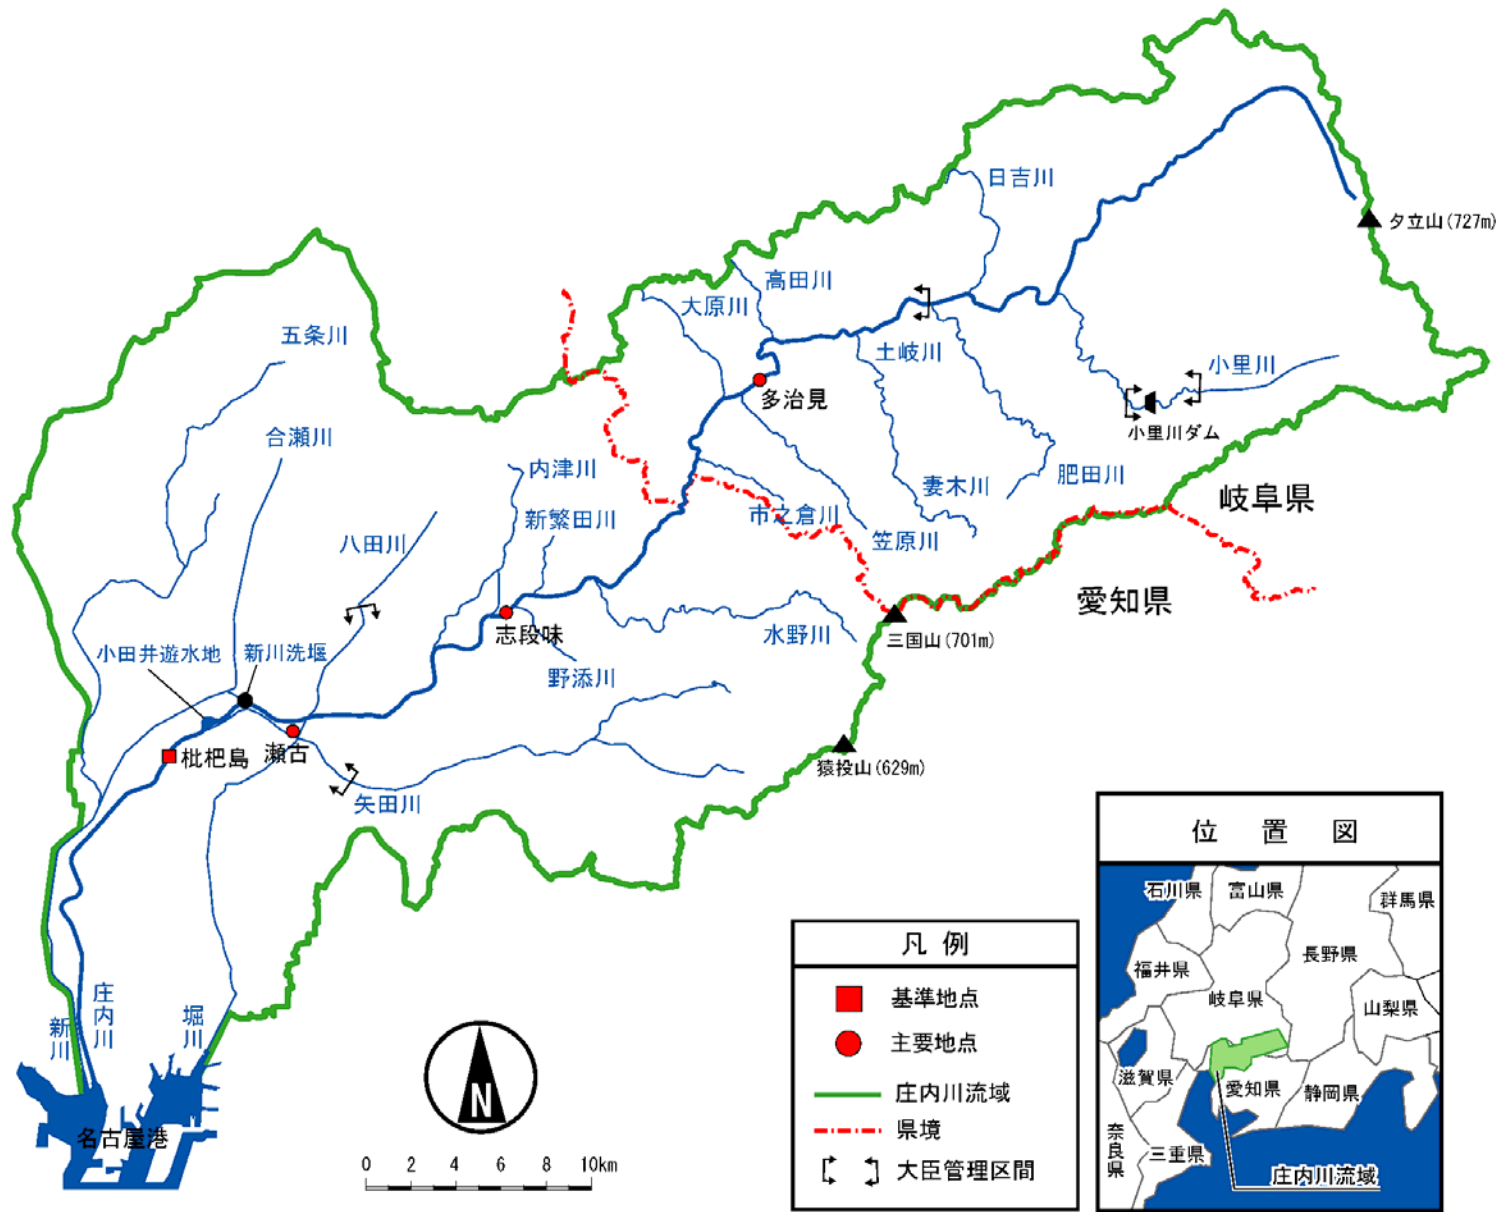 日吉川
夕立山(727m)
高田川
大原川
五条川
土岐川
小里川
多治見
小里川ダム
合瀬川
内津川
妻木川
肥田川
岐阜県
新繁田川
市之倉川
八田川
笠原川
愛知県
志段味
水野川
三国山(701m)
小田井遊水地
新川洗堰
野添川
枇杷島
瀬古
猿投山(629m)
矢田川
新川
庄内川
堀川
名古屋港
N
0 2 4 6 8 10km
凡例
基準地点
主要地点
庄内川流域
県境
大臣管理区間
位置図
石川県
富山県
群馬県
福井県
長野県
岐阜県
山梨県
滋賀県
愛知県
静岡県
奈良県
三重県
庄内川流域